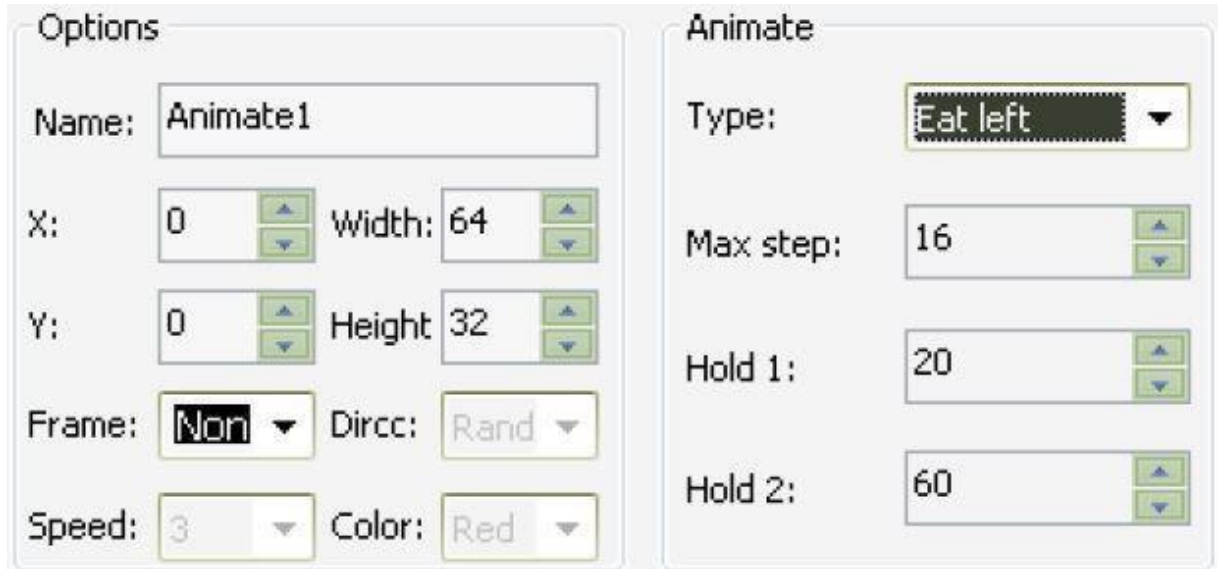 Options
Name: Animate1
X: 0 Width: 64
Y: 0 Height 32
Frame: Non Dircc: Rand
Speed: 3 Color: Red
Animate
Type: Eat left
Max step: 16
Hold 1: 20
Hold 2: 60